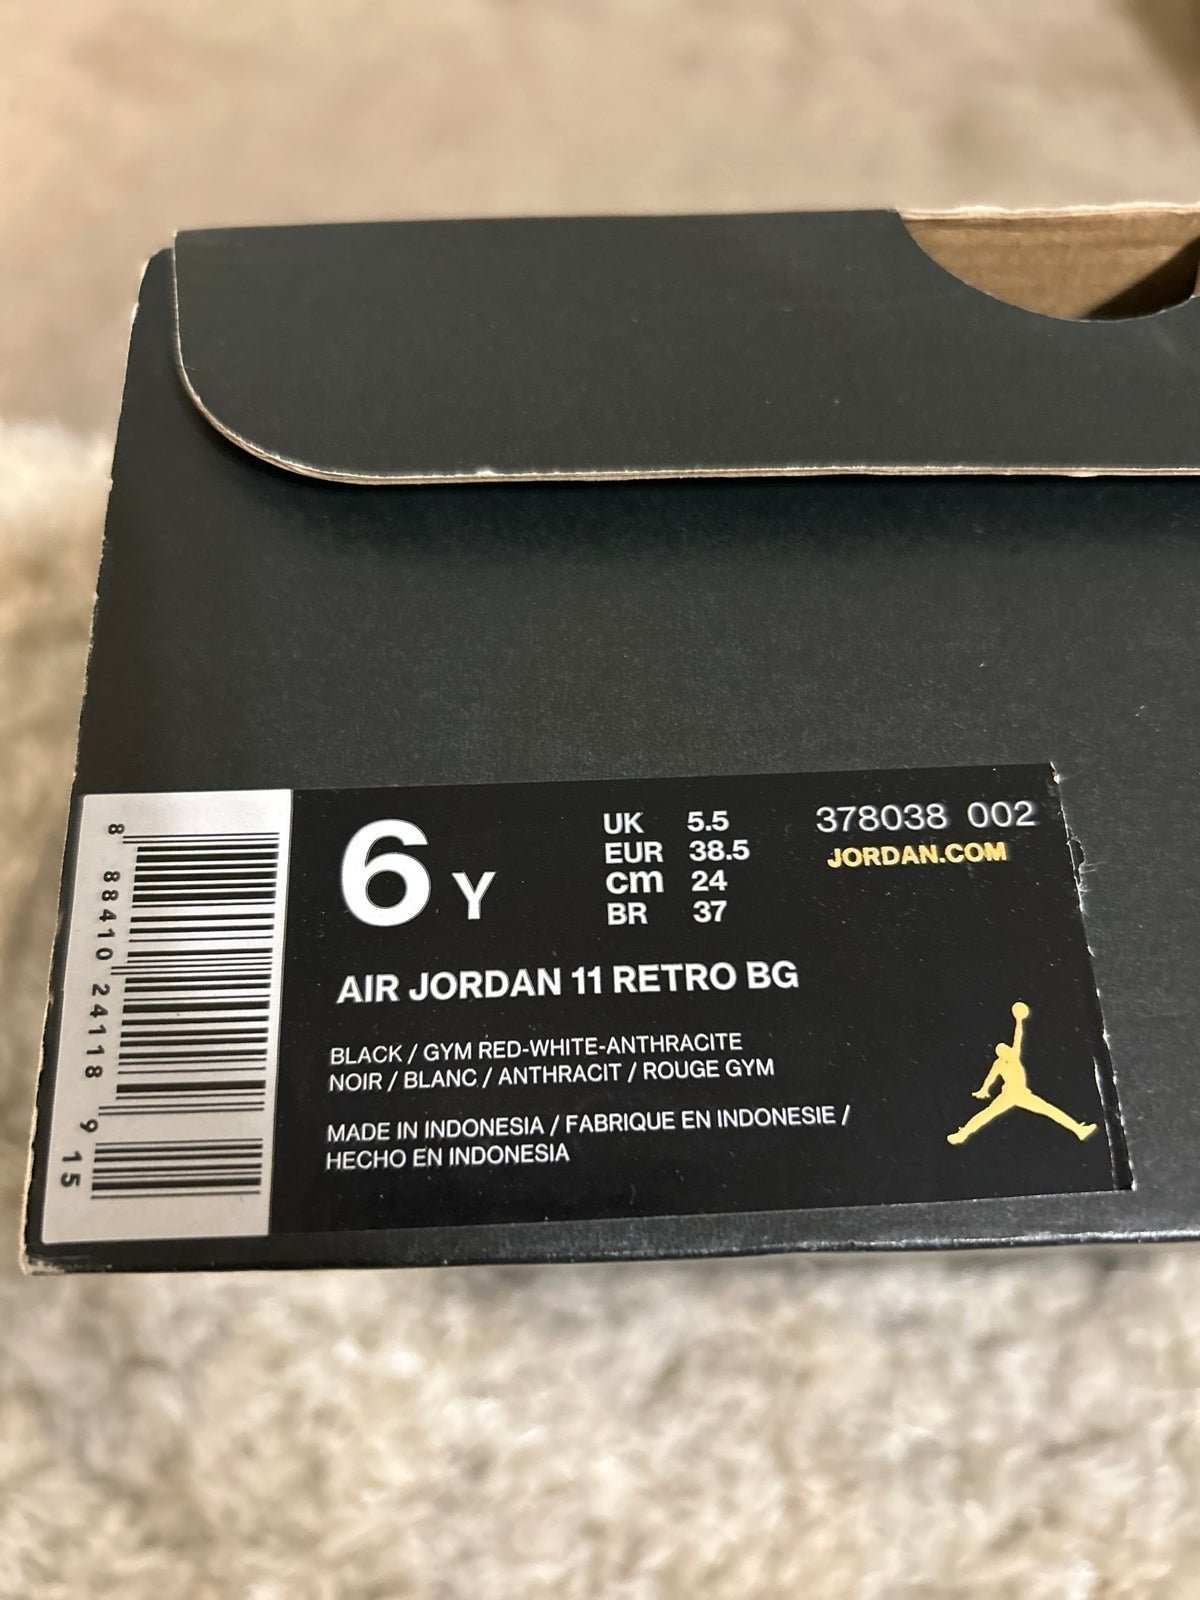 6 Y
UK 5.5
EUR 38.5
cm 24
BR 37
378038 002
JORDAN.COM
AIR JORDAN 11 RETRO BG
BLACK / GYM RED-WHITE-ANTHRACITE
NOIR / BLANC / ANTHRACIT / ROUGE GYM
MADE IN INDONESIA / FABRIQUE EN INDONESIE /
HECHO EN INDONESIA
8 88410 24118 9 15